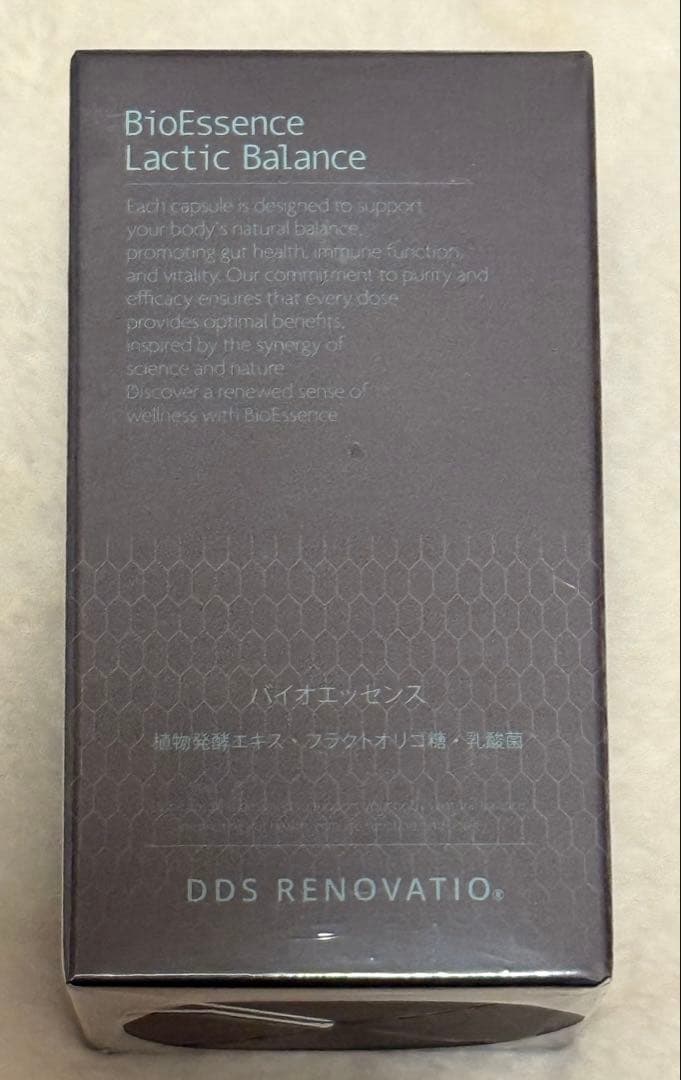 BioEssence
Lactic Balance
Each capsule is designed to support
your body's natural balance,
promoting gut health, immune function,
and vitality. Our commitment to purity and
efficacy ensures that every dose
provides optimal benefits,
inspired by the synergy of
science and nature
Discover a renewed sense of
wellness with BioEssence
バイオエッセンス
植物発酵エキス・フラクトオリゴ糖・乳酸菌
DDS RENOVATIO®